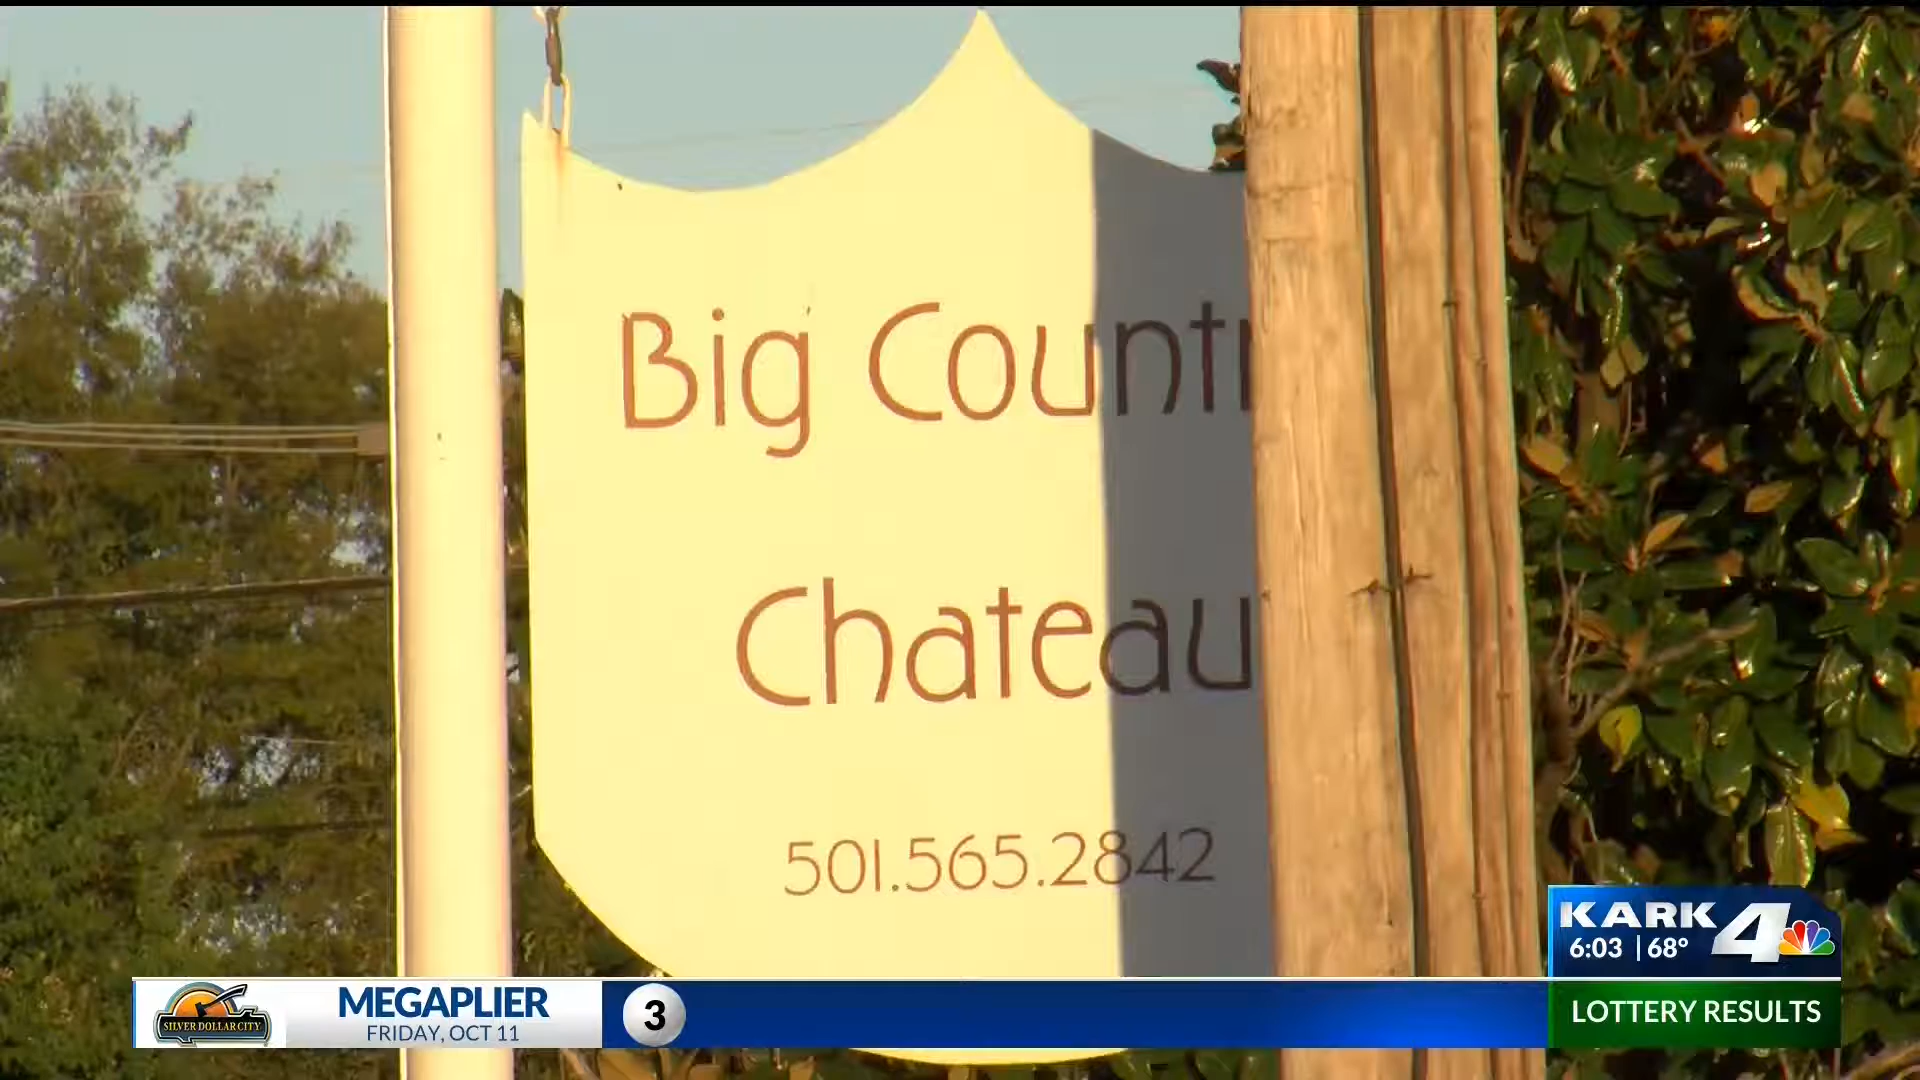 Big Countr
Chateau
501.565.2842
KARK 4
6:03 | 68°
SILVER DOLLAR CITY
MEGAPLIER
FRIDAY, OCT 11
3
LOTTERY RESULTS